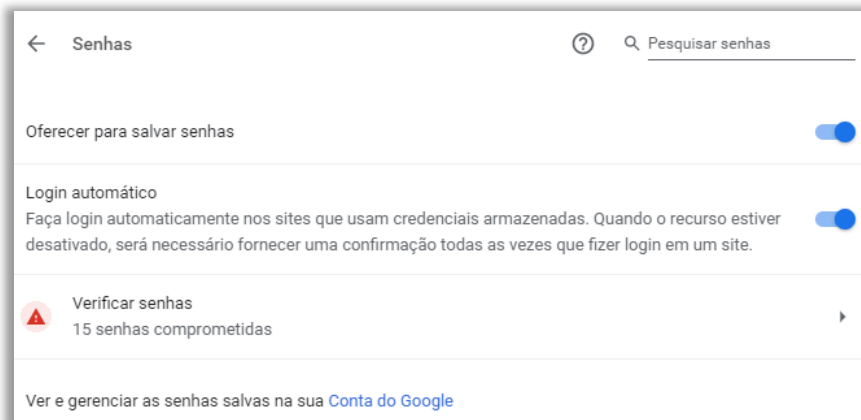 Senhas
Pesquisar senhas
Oferecer para salvar senhas
Login automático
Faça login automaticamente nos sites que usam credenciais armazenadas. Quando o recurso estiver
desativado, será necessário fornecer uma confirmação todas as vezes que fizer login em um site.
Verificar senhas
15 senhas comprometidas
Ver e gerenciar as senhas salvas na sua Conta do Google